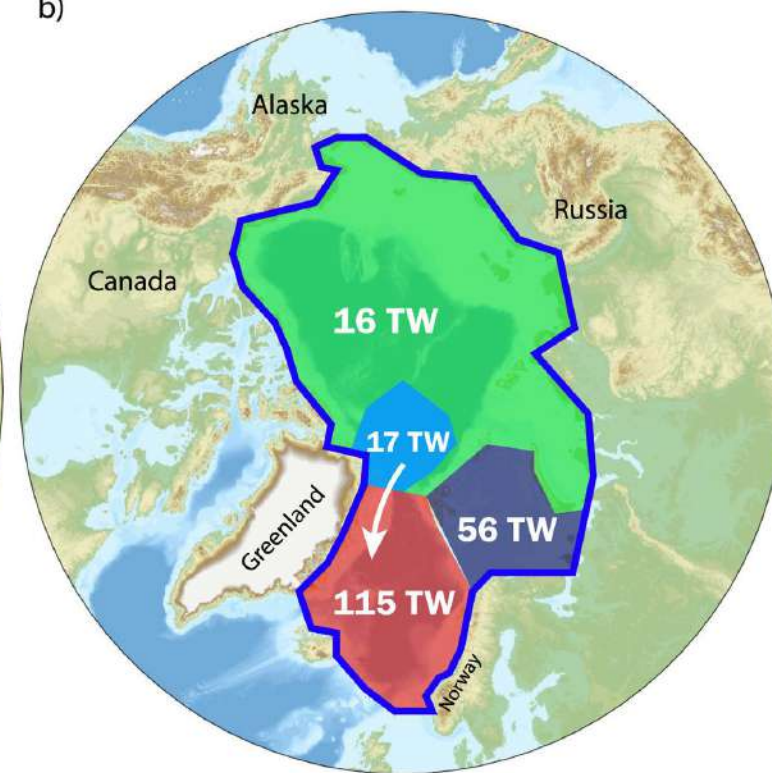 b)
Alaska
Russia
Canada
16 TW
17 TW
Greenland
56 TW
115 TW
Norway